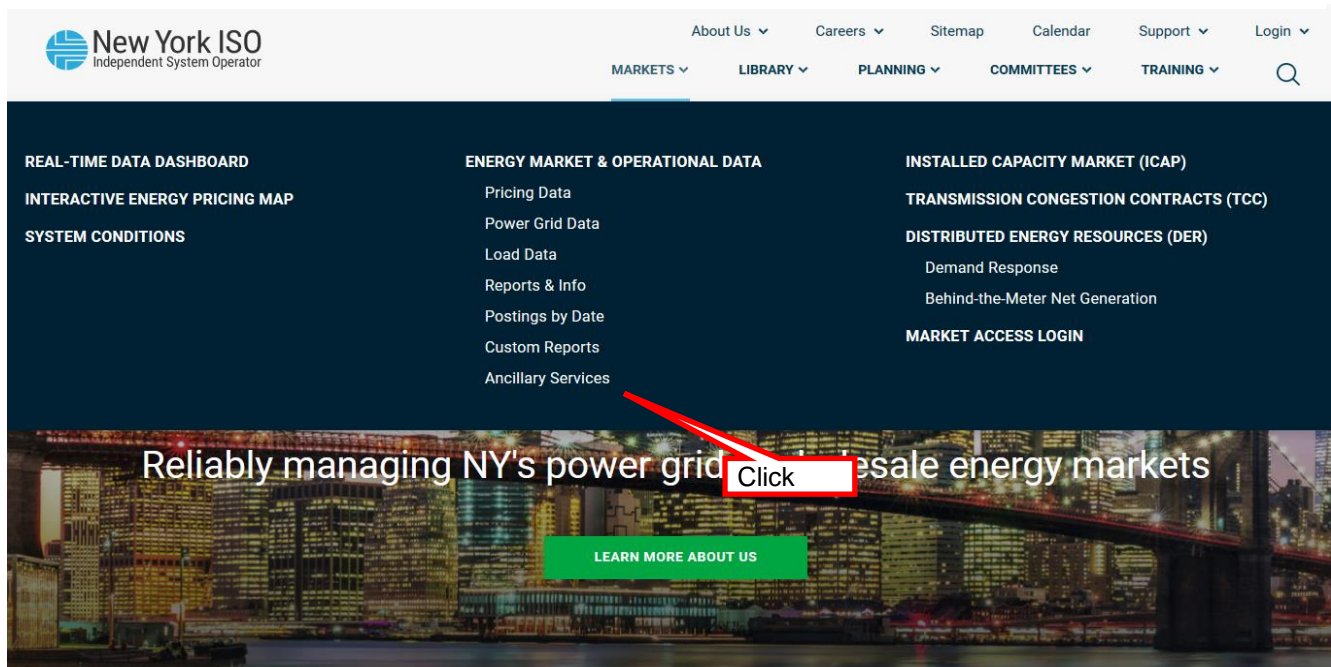 New York ISO
Independent System Operator
About Us
Careers
Sitemap
Calendar
Support
Login
MARKETS
LIBRARY
PLANNING
COMMITTEES
TRAINING
REAL-TIME DATA DASHBOARD
INTERACTIVE ENERGY PRICING MAP
SYSTEM CONDITIONS
ENERGY MARKET & OPERATIONAL DATA
Pricing Data
Power Grid Data
Load Data
Reports & Info
Postings by Date
Custom Reports
Ancillary Services
INSTALLED CAPACITY MARKET (ICAP)
TRANSMISSION CONGESTION CONTRACTS (TCC)
DISTRIBUTED ENERGY RESOURCES (DER)
Demand Response
Behind-the-Meter Net Generation
MARKET ACCESS LOGIN
Reliably managing NY's power grid esale energy markets
Click
LEARN MORE ABOUT US